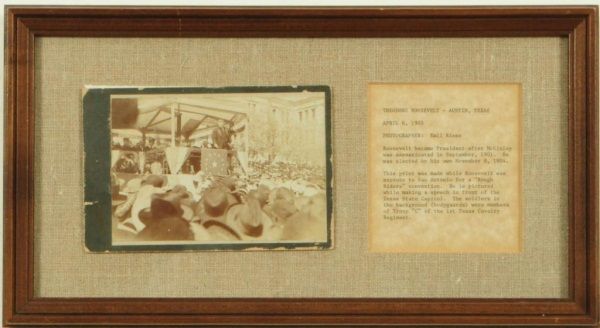 THEODORE ROOSEVELT - AUSTIN, TEXAS
APRIL 6, 1905
PHOTOGRAPHER:
Roosevelt became President after McKinley
was assassinated in September, 1901. He
was elected on his own November 8, 1904.
This print was made while Roosevelt was
enroute to San Antonio for a "Rough
Riders" convention. He is pictured
while making a speech in front of the
Texas State Capitol. The soldiers in
the background (bodyguards) were members
of Troop "C" of the 1st Texas Cavalry
Regiment.